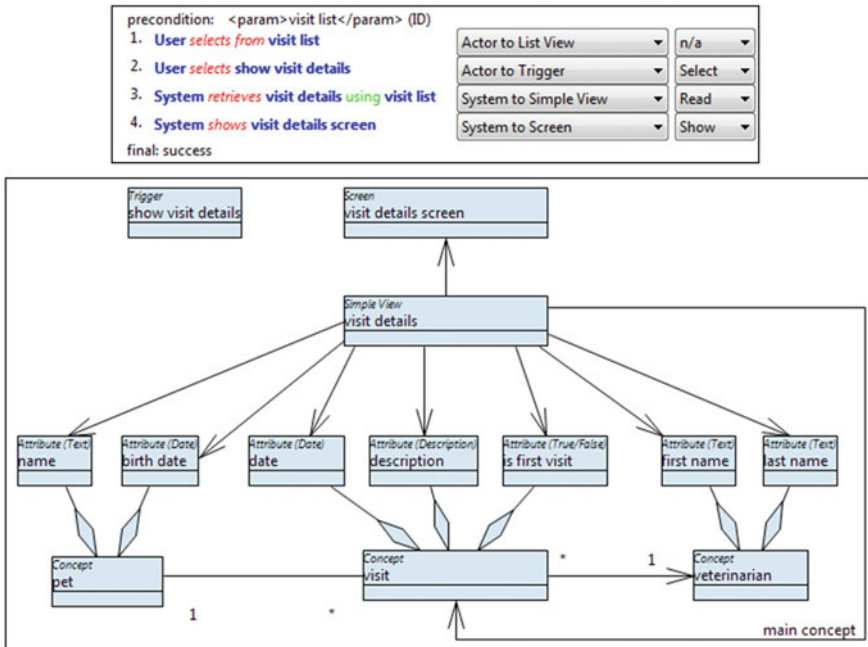 precondition: <param>visit list</param> (ID)
1. User selects from visit list Actor to List View n/a
2. User selects show visit details Actor to Trigger Select
3. System retrieves visit details using visit list System to Simple View Read
4. System shows visit details screen System to Screen Show
final: success
Trigger
show visit details
Screen
visit details screen
Simple View
visit details
Attribute (Text)
name
Attribute (Date)
birth date
Attribute (Date)
date
Attribute (Description)
description
Attribute (True/False)
is first visit
Attribute (Text)
first name
Attribute (Text)
last name
Concept
pet
1
*
Concept
visit
*
1
Concept
veterinarian
main concept